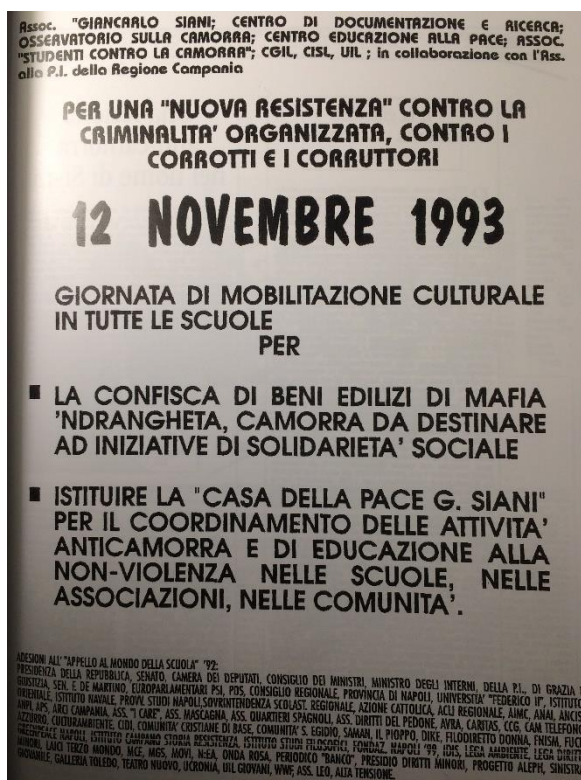 Assoc. "GIANCARLO SIANI; CENTRO DI DOCUMENTAZIONE E RICERCA;
OSSERVATORIO SULLA CAMORRA; CENTRO EDUCAZIONE ALLA PACE; ASSOC.
"STUDENTI CONTRO LA CAMORRA"; CGIL, CISL, UIL ; in collaborazione con l'Ass.
alla P.I. della Regione Campania
PER UNA "NUOVA RESISTENZA" CONTRO LA
CRIMINALITA' ORGANIZZATA, CONTRO I
CORROTTI E I CORRUTTORI
12 NOVEMBRE 1993
GIORNATA DI MOBILITAZIONE CULTURALE
IN TUTTE LE SCUOLE
PER
LA CONFISCA DI BENI EDILIZI DI MAFIA
'NDRANGHETA, CAMORRA DA DESTINARE
AD INIZIATIVE DI SOLIDARIETA' SOCIALE
ISTITUIRE LA "CASA DELLA PACE G. SIANI"
PER IL COORDINAMENTO DELLE ATTIVITA'
ANTICAMORRA E DI EDUCAZIONE ALLA
NON-VIOLENZA NELLE SCUOLE, NELLE
ASSOCIAZIONI, NELLE COMUNITA'.
ADESIONI ALL' "APPELLO AL MONDO DELLA SCUOLA" '92:
PRESIDENZA DELLA REPUBBLICA, SENATO, CAMERA DEI DEPUTATI, CONSIGLIO DEI MINISTRI, MINISTRO DEGLI INTERNI, DELLA P.I., DI GRAZIA
GIUSTIZIA, SEN. E DE MARTINO, EUROPARLAMENTARI PSI, PDS, CONSIGLIO REGIONALE, PROVINCIA DI NAPOLI, UNIVERSITA' "FEDERICO II", ISTITUTO
ORIENTALE, ISTITUTO NAVALE, PROVV. STUDI NAPOLI, SOVRINTENDENZA SCOLAST. REGIONALE, AZIONE CATTOLICA, ACLI REGIONALE, AIMC, ANAI,
ANPI, APS, ARCI CAMPANIA, ASS. "I CARE", ASS. MASCAGNA, ASS. QUARTIERI SPAGNOLI, ASS. DIRITTI DEL PEDONE, AVRA, CARITAS, CCG, CAM TELEFONO
AZZURRO, CULTURAMBIENTE, CIDI, COMUNITA' CRISTIANE DI BASE, COMUNITA' S. EGIDIO, SAMAN, IL PIOPPO, DIKE, FILODIRETTO DONNA, FNISM,
GREENPEACE NAPOLI, ISTITUTO CAMPANO STORIA RESISTENZA, ISTITUTO STUDI FILOSOFICI, FONDAZ. NAPOLI '99, IDIS, LEGA AMBIENTE, LEGA DIRITTI
MINORI, LAIC TERZO MONDO, MCE, MGS, MOVI, M.E.A, ONDA ROSA, PERIODICO "BANCO", PRESIDIO DIRITTI MINORI, PROGETTO ALEPH,
GIOVANILE, GALLERIA TOLEDO, TEATRO NUOVO, UCRONIA, UIL GIOVANI, WWF, ASS. LEO, ALTA TENSIONE.